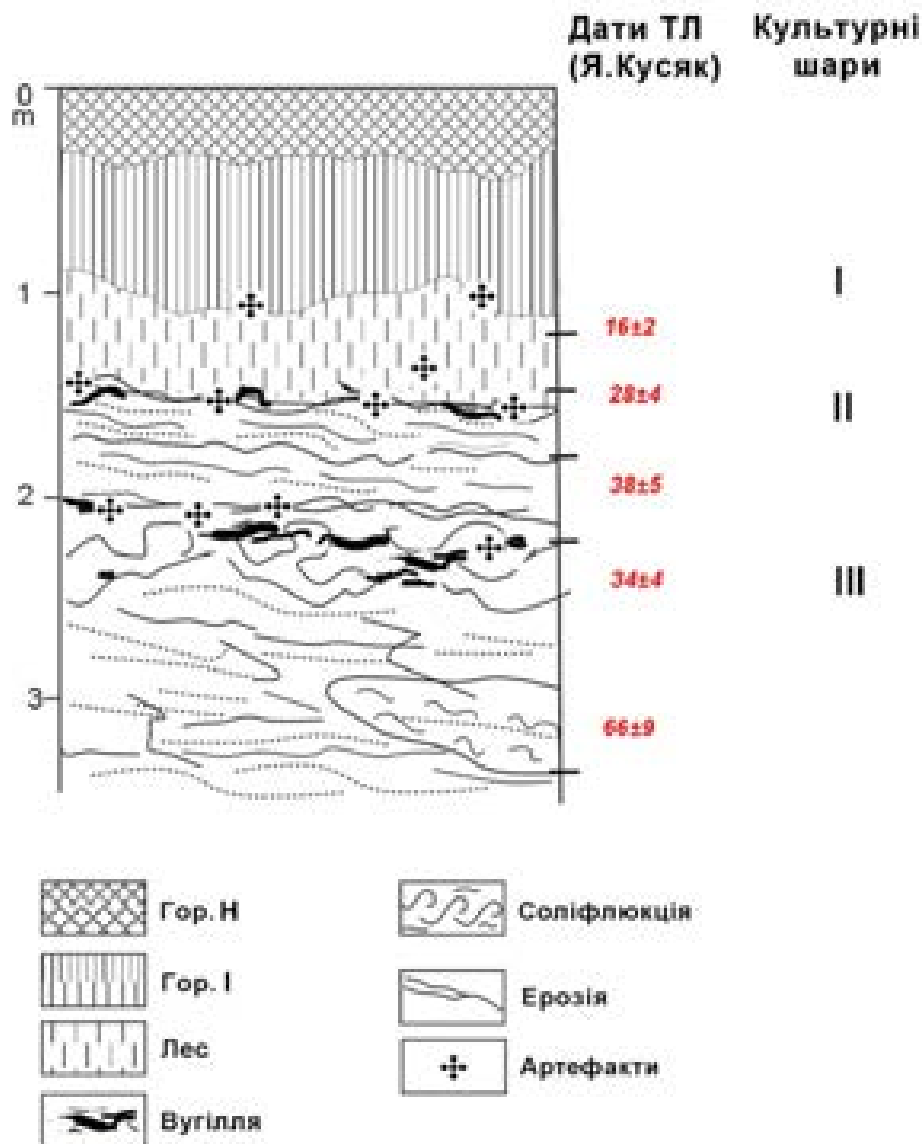 Дати ТЛ
(Я.Кусяк)
Культурні
шари
0
m
1
2
3
16±2
28±4
38±5
34±4
66±9
I
II
III
Гор. Н
Гор. І
Лес
Вугілля
Соліфлюкція
Ерозія
Артефакти